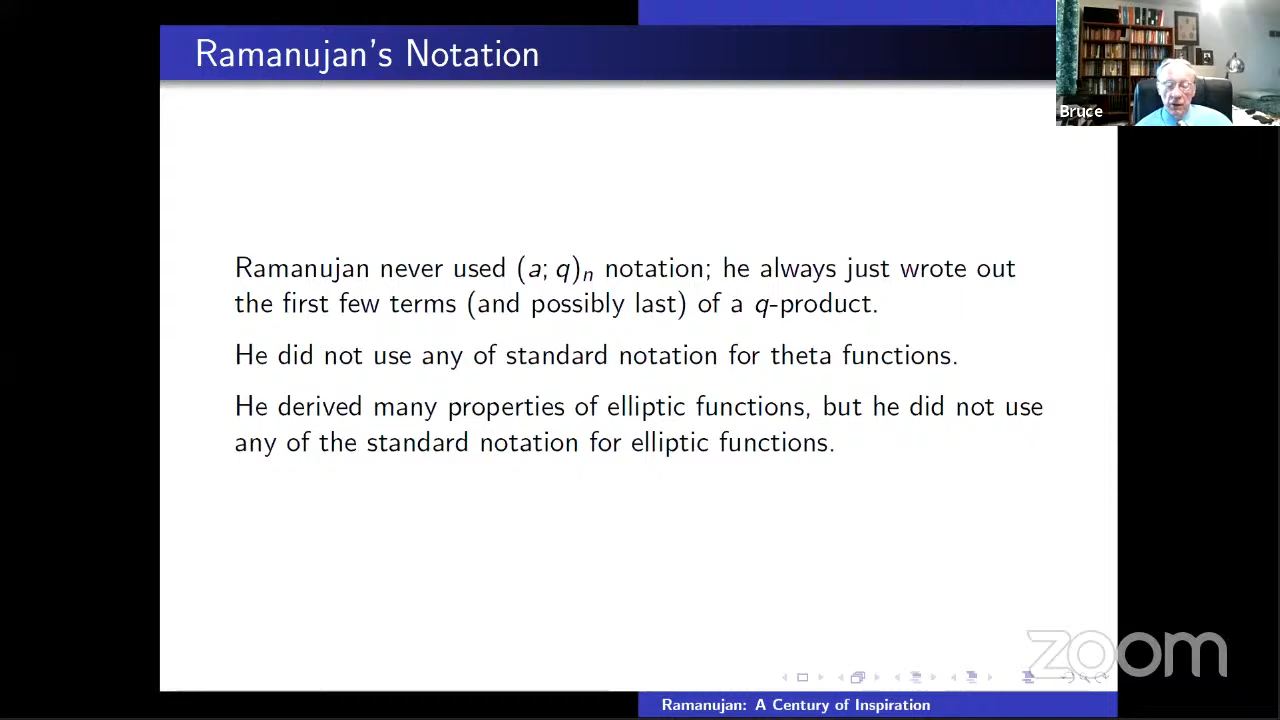 Ramanujan's Notation
Bruce
Ramanujan never used (a; q)ₙ notation; he always just wrote out
the first few terms (and possibly last) of a q-product.
He did not use any of standard notation for theta functions.
He derived many properties of elliptic functions, but he did not use
any of the standard notation for elliptic functions.
zoom
Ramanujan: A Century of Inspiration